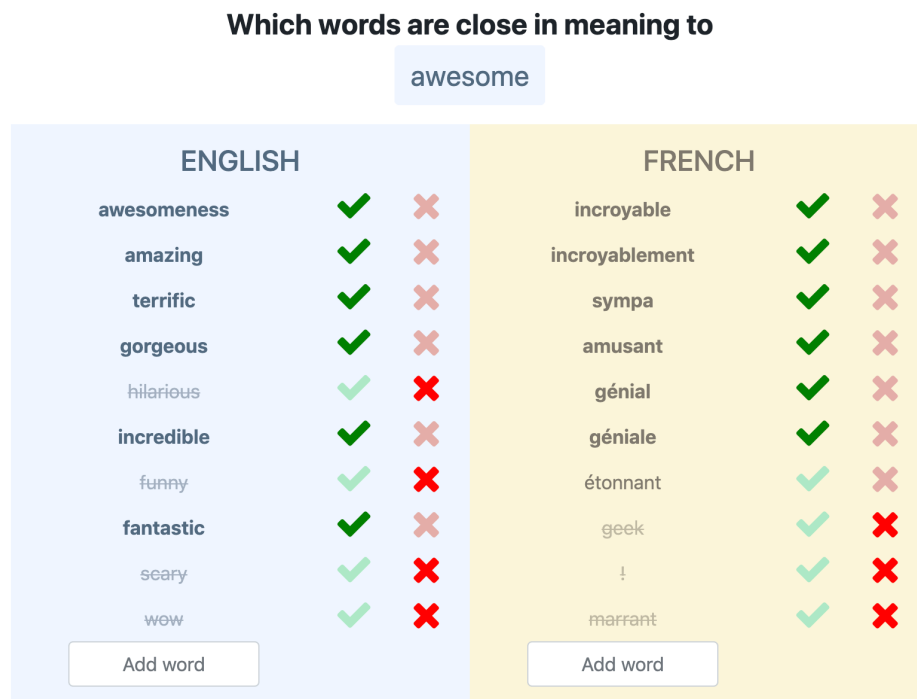 Which words are close in meaning to
awesome
ENGLISH
awesomeness
amazing
terrific
gorgeous
hilarious
incredible
funny
fantastic
scary
wow
Add word
FRENCH
incroyable
incroyablement
sympa
amusant
génial
géniale
étonnant
geek
!
marrant
Add word